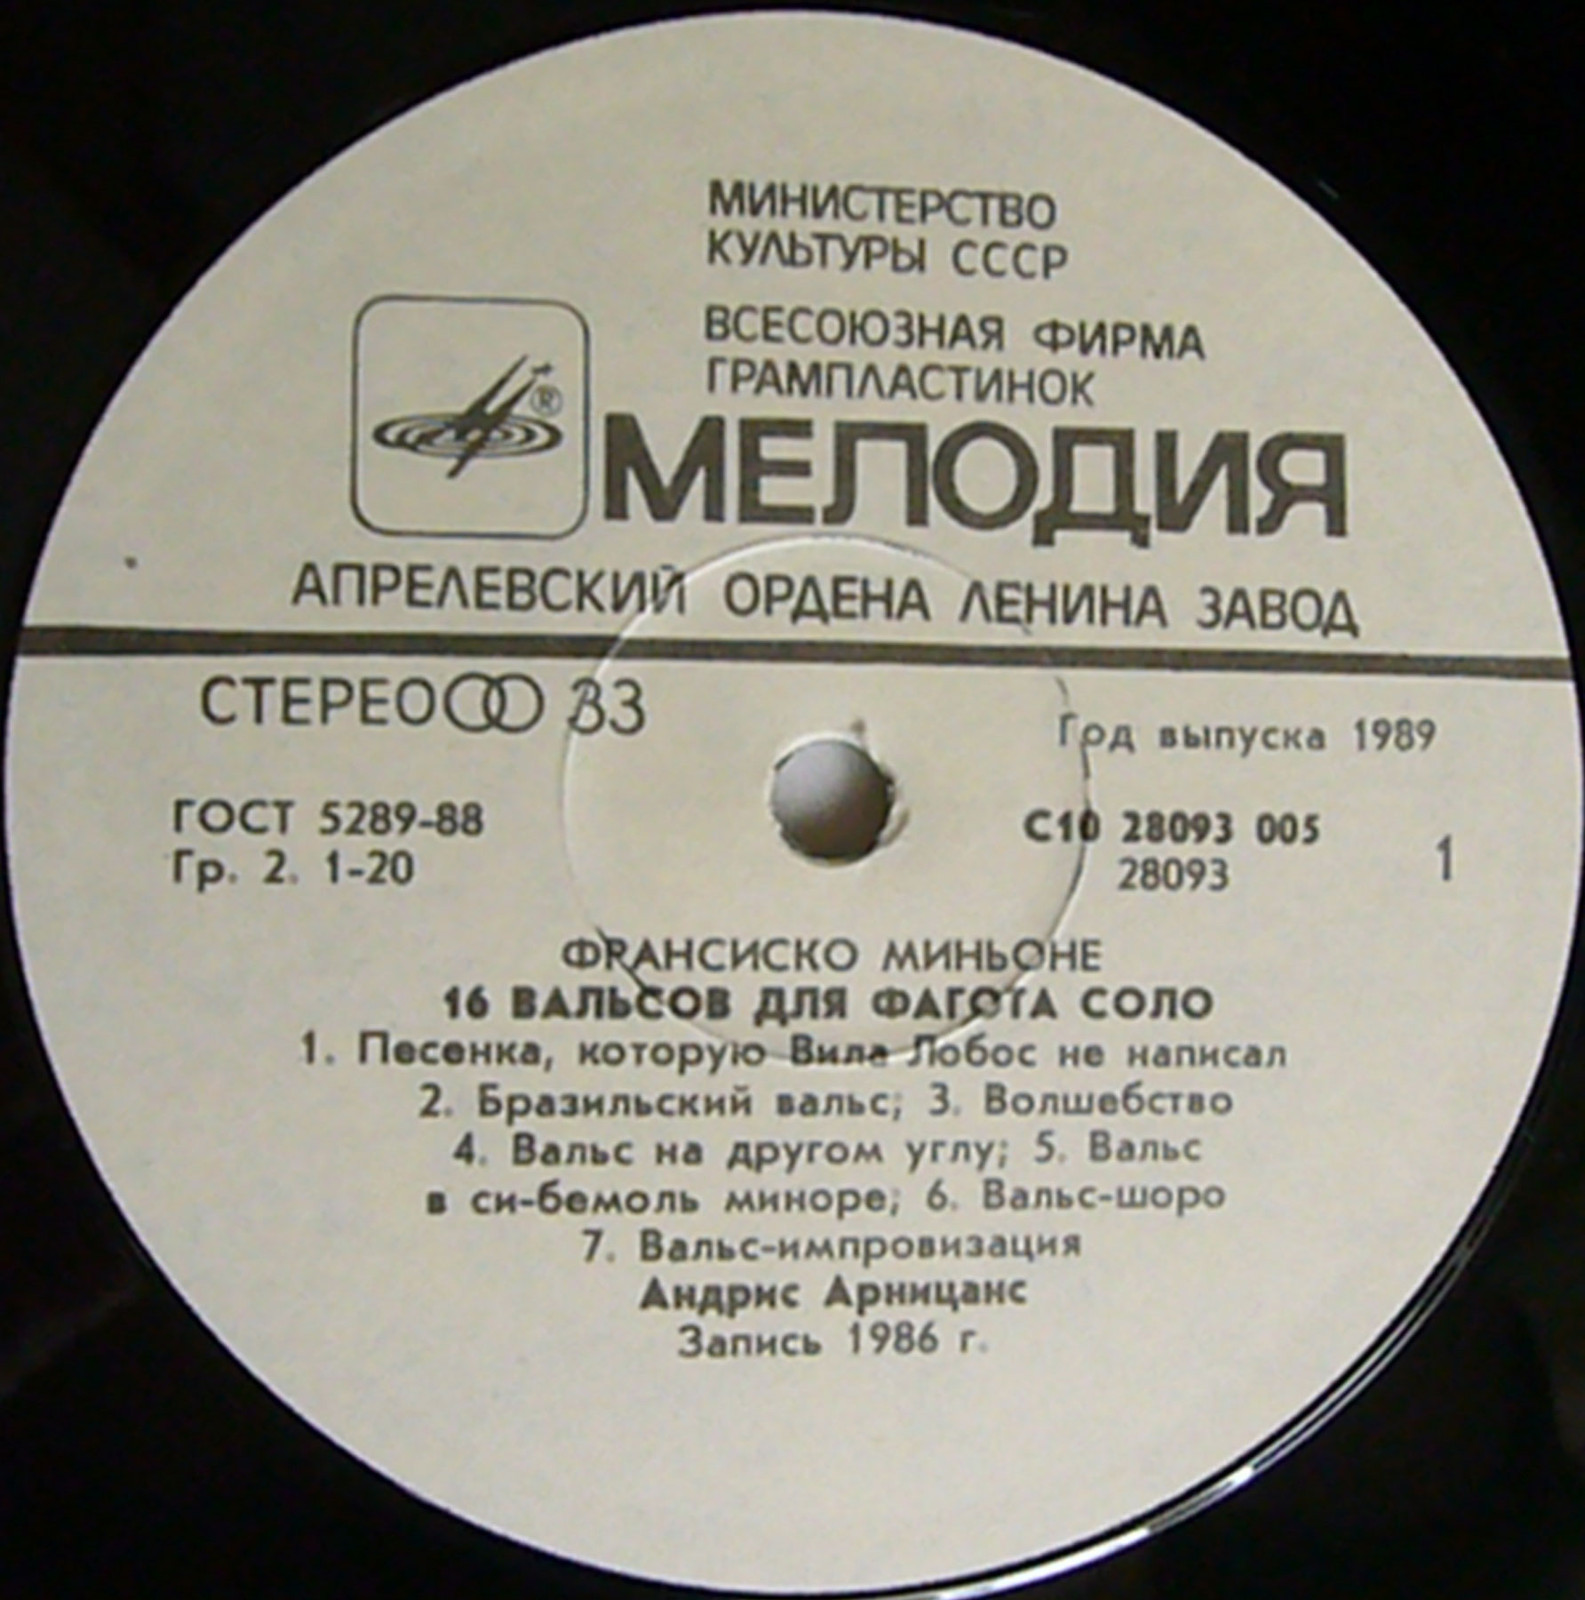 МИНИСТЕРСТВО
КУЛЬТУРЫ СССР
ВСЕСОЮЗНАЯ ФИРМА
ГРАМПЛАСТИНОК
®
МЕЛОДИЯ
АПРЕЛЕВСКИЙ ОРДЕНА ЛЕНИНА ЗАВОД
СТЕРЕО 33
Год выпуска 1989
ГОСТ 5289-88
Гр. 2. 1-20
С10 28093 005
28093
1
ФРАНСИСКО МИНЬОНЕ
16 ВАЛЬСОВ ДЛЯ ФАГОТА СОЛО
1. Песенка, которую Вила Лобос не написал
2. Бразильский вальс; 3. Волшебство
4. Вальс на другом углу; 5. Вальс
в си-бемоль миноре; 6. Вальс-шоро
7. Вальс-импровизация
Андрис Арницанс
Запись 1986 г.